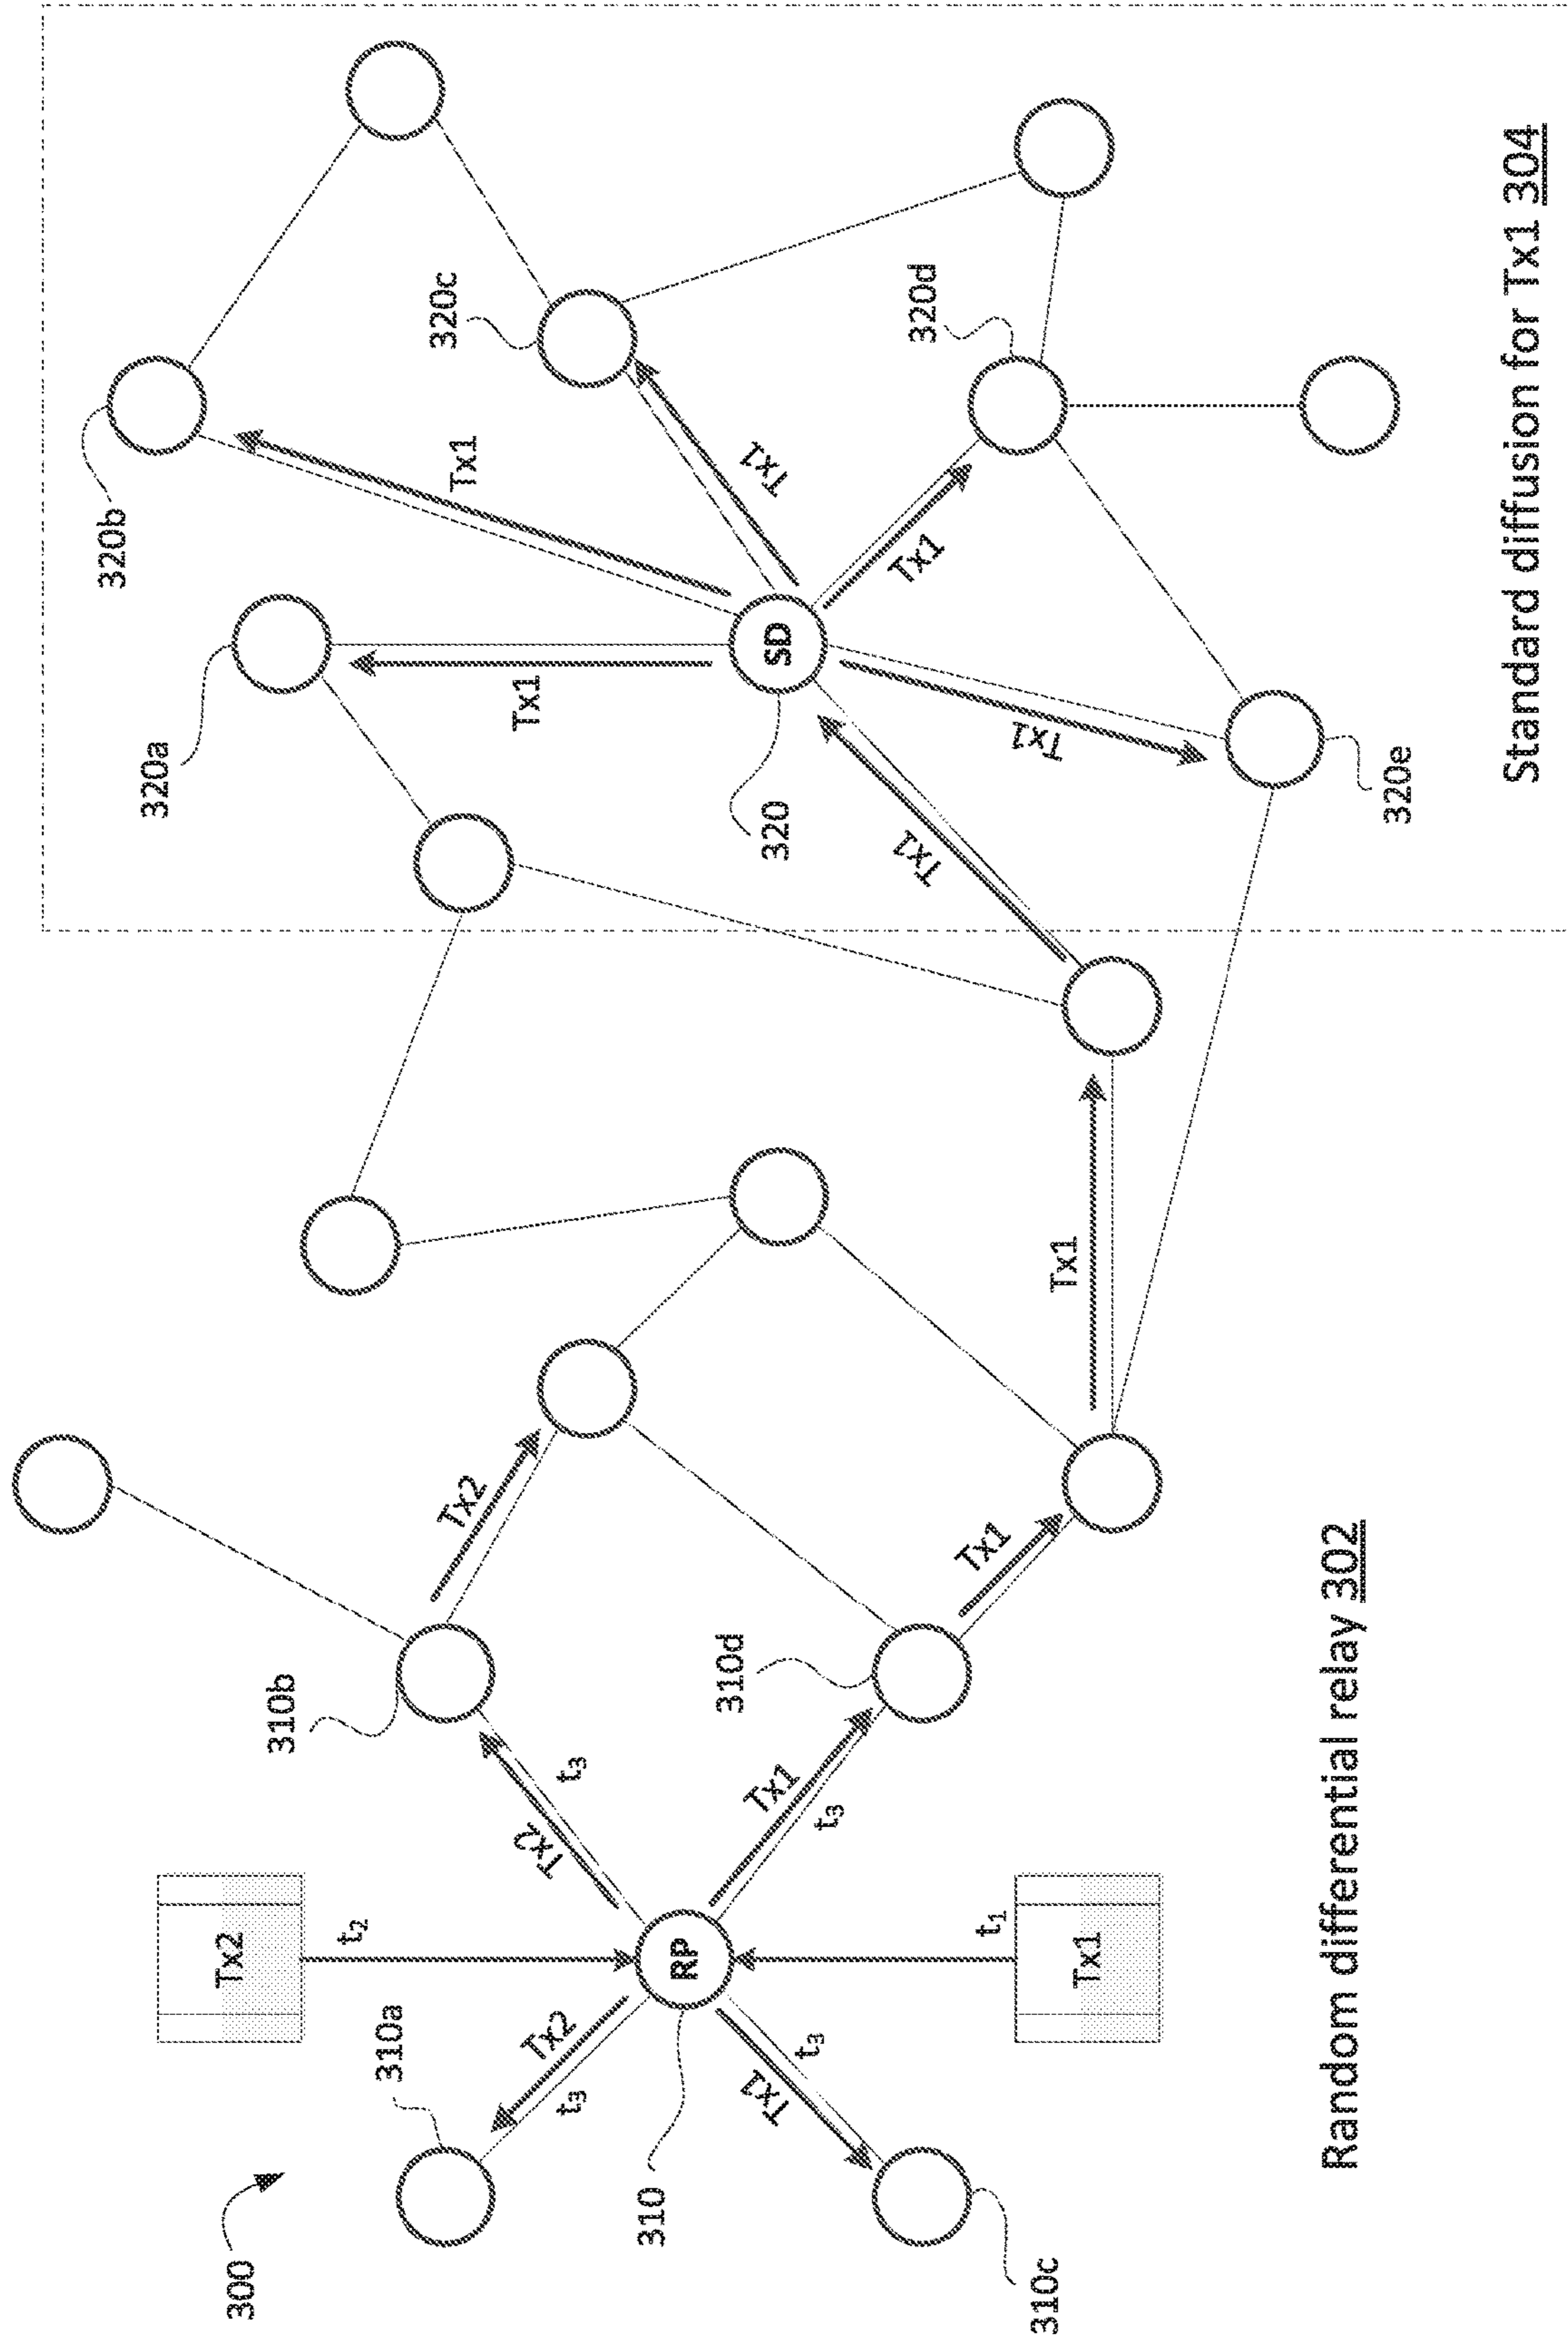 300
310a
Tx2
t2
310b
Tx2
Tx2
t3
Tx2
t3
310
RP
310d
Tx1
t3
Tx1
t3
Tx1
t1
Tx1
310c
Tx1
Random differential relay 302
320a
320b
320c
320d
Tx1
Tx1
Tx1
Tx1
320
SD
Tx1
Tx1
320e
Standard diffusion for Tx1 304